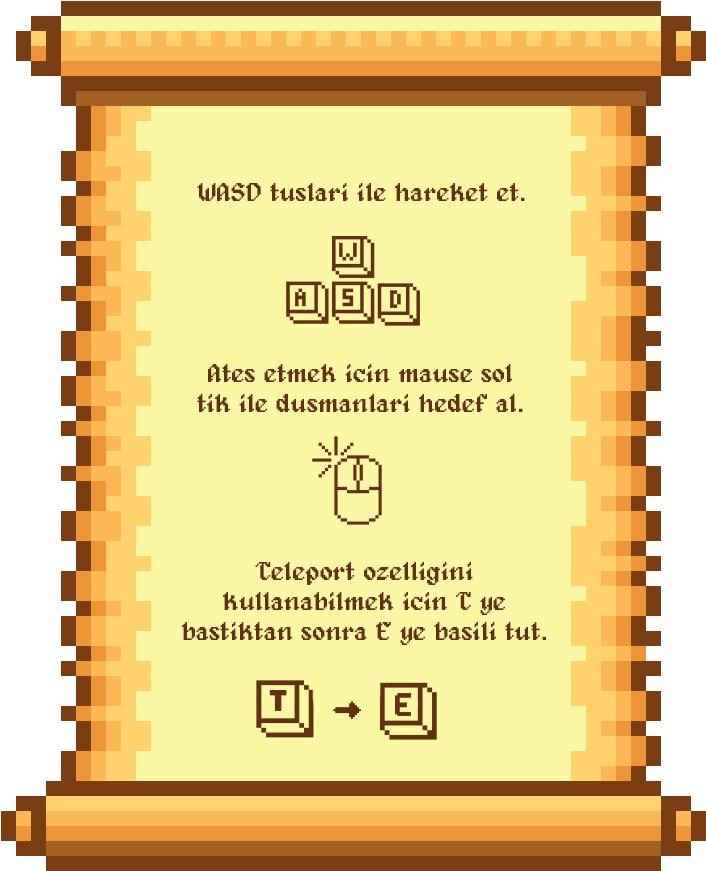 WASD tuslari ile hareket et.
W
A S D
Ates etmek icin mause sol
tik ile dusmanlari hedef al.
Teleport ozelligini
kullanabilmek icin T ye
bastiktan sonra E ye basili tut.
T → E